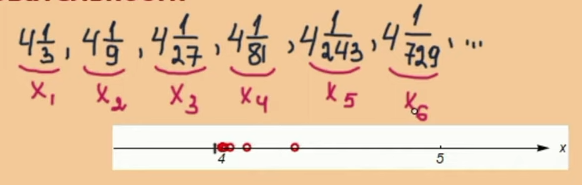 4 1/3, 4 1/9, 4 1/27, 4 1/81, 4 1/243, 4 1/729, ...
x₁ x₂ x₃ x₄ x₅ x₆
4 5 x